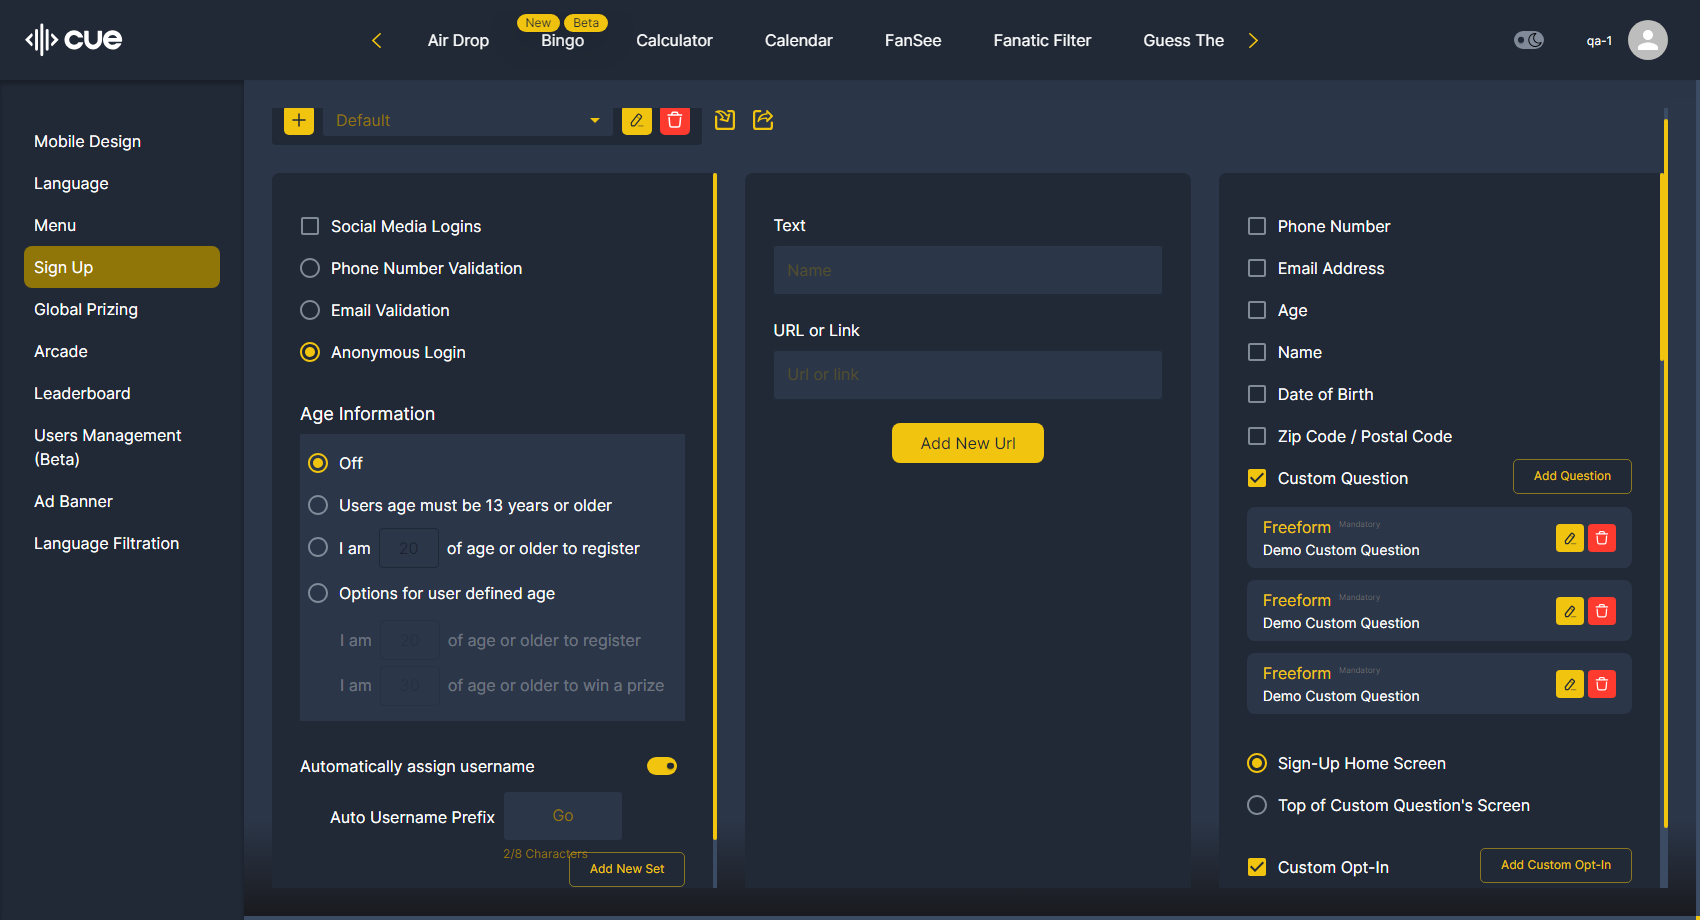 cue
Air Drop
New
Beta
Bingo
Calculator
Calendar
FanSee
Fanatic Filter
Guess The
qa-1
Mobile Design
Language
Menu
Sign Up
Global Prizing
Arcade
Leaderboard
Users Management
(Beta)
Ad Banner
Language Filtration
Default
Social Media Logins
Phone Number Validation
Email Validation
Anonymous Login
Age Information
Off
Users age must be 13 years or older
I am 20 of age or older to register
Options for user defined age
I am 20 of age or older to register
I am 30 of age or older to win a prize
Automatically assign username
Auto Username Prefix Go
2/8 Characters
Add New Set
Text
Name
URL or Link
Url or link
Add New Url
Phone Number
Email Address
Age
Name
Date of Birth
Zip Code / Postal Code
Custom Question
Add Question
Freeform Mandatory
Demo Custom Question
Freeform Mandatory
Demo Custom Question
Freeform Mandatory
Demo Custom Question
Sign-Up Home Screen
Top of Custom Question's Screen
Custom Opt-In
Add Custom Opt-In